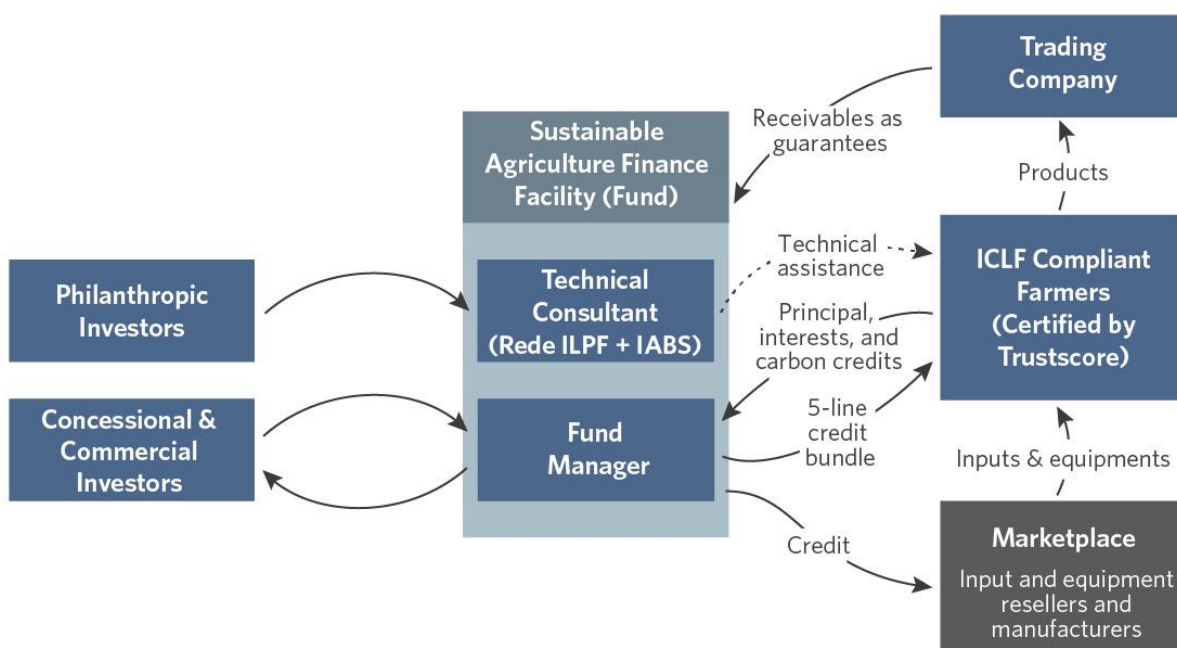 Trading
Company
Receivables as
guarantees
Sustainable
Agriculture Finance
Facility (Fund)
Products
Philanthropic
Investors
Technical
Consultant
(Rede ILPF + IABS)
Technical
assistance
ICLF Compliant
Farmers
(Certified by
Trustscore)
Principal,
interests, and
carbon credits
Concessional &
Commercial
Investors
Fund
Manager
5-line
credit
bundle
Inputs & equipments
Credit
Marketplace
Input and equipment
resellers and
manufacturers